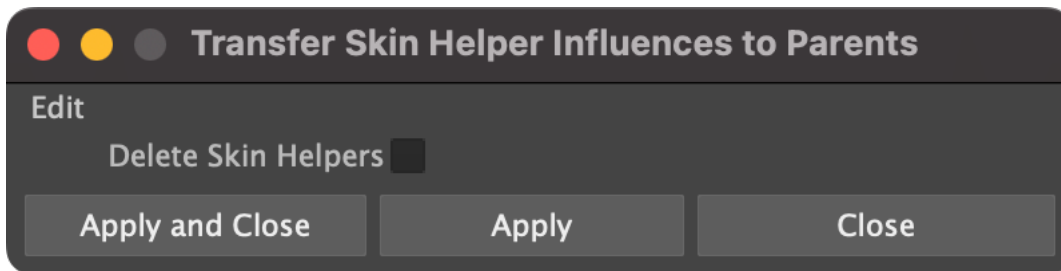 Transfer Skin Helper Influences to Parents
Edit
Delete Skin Helpers
Apply and Close Apply Close